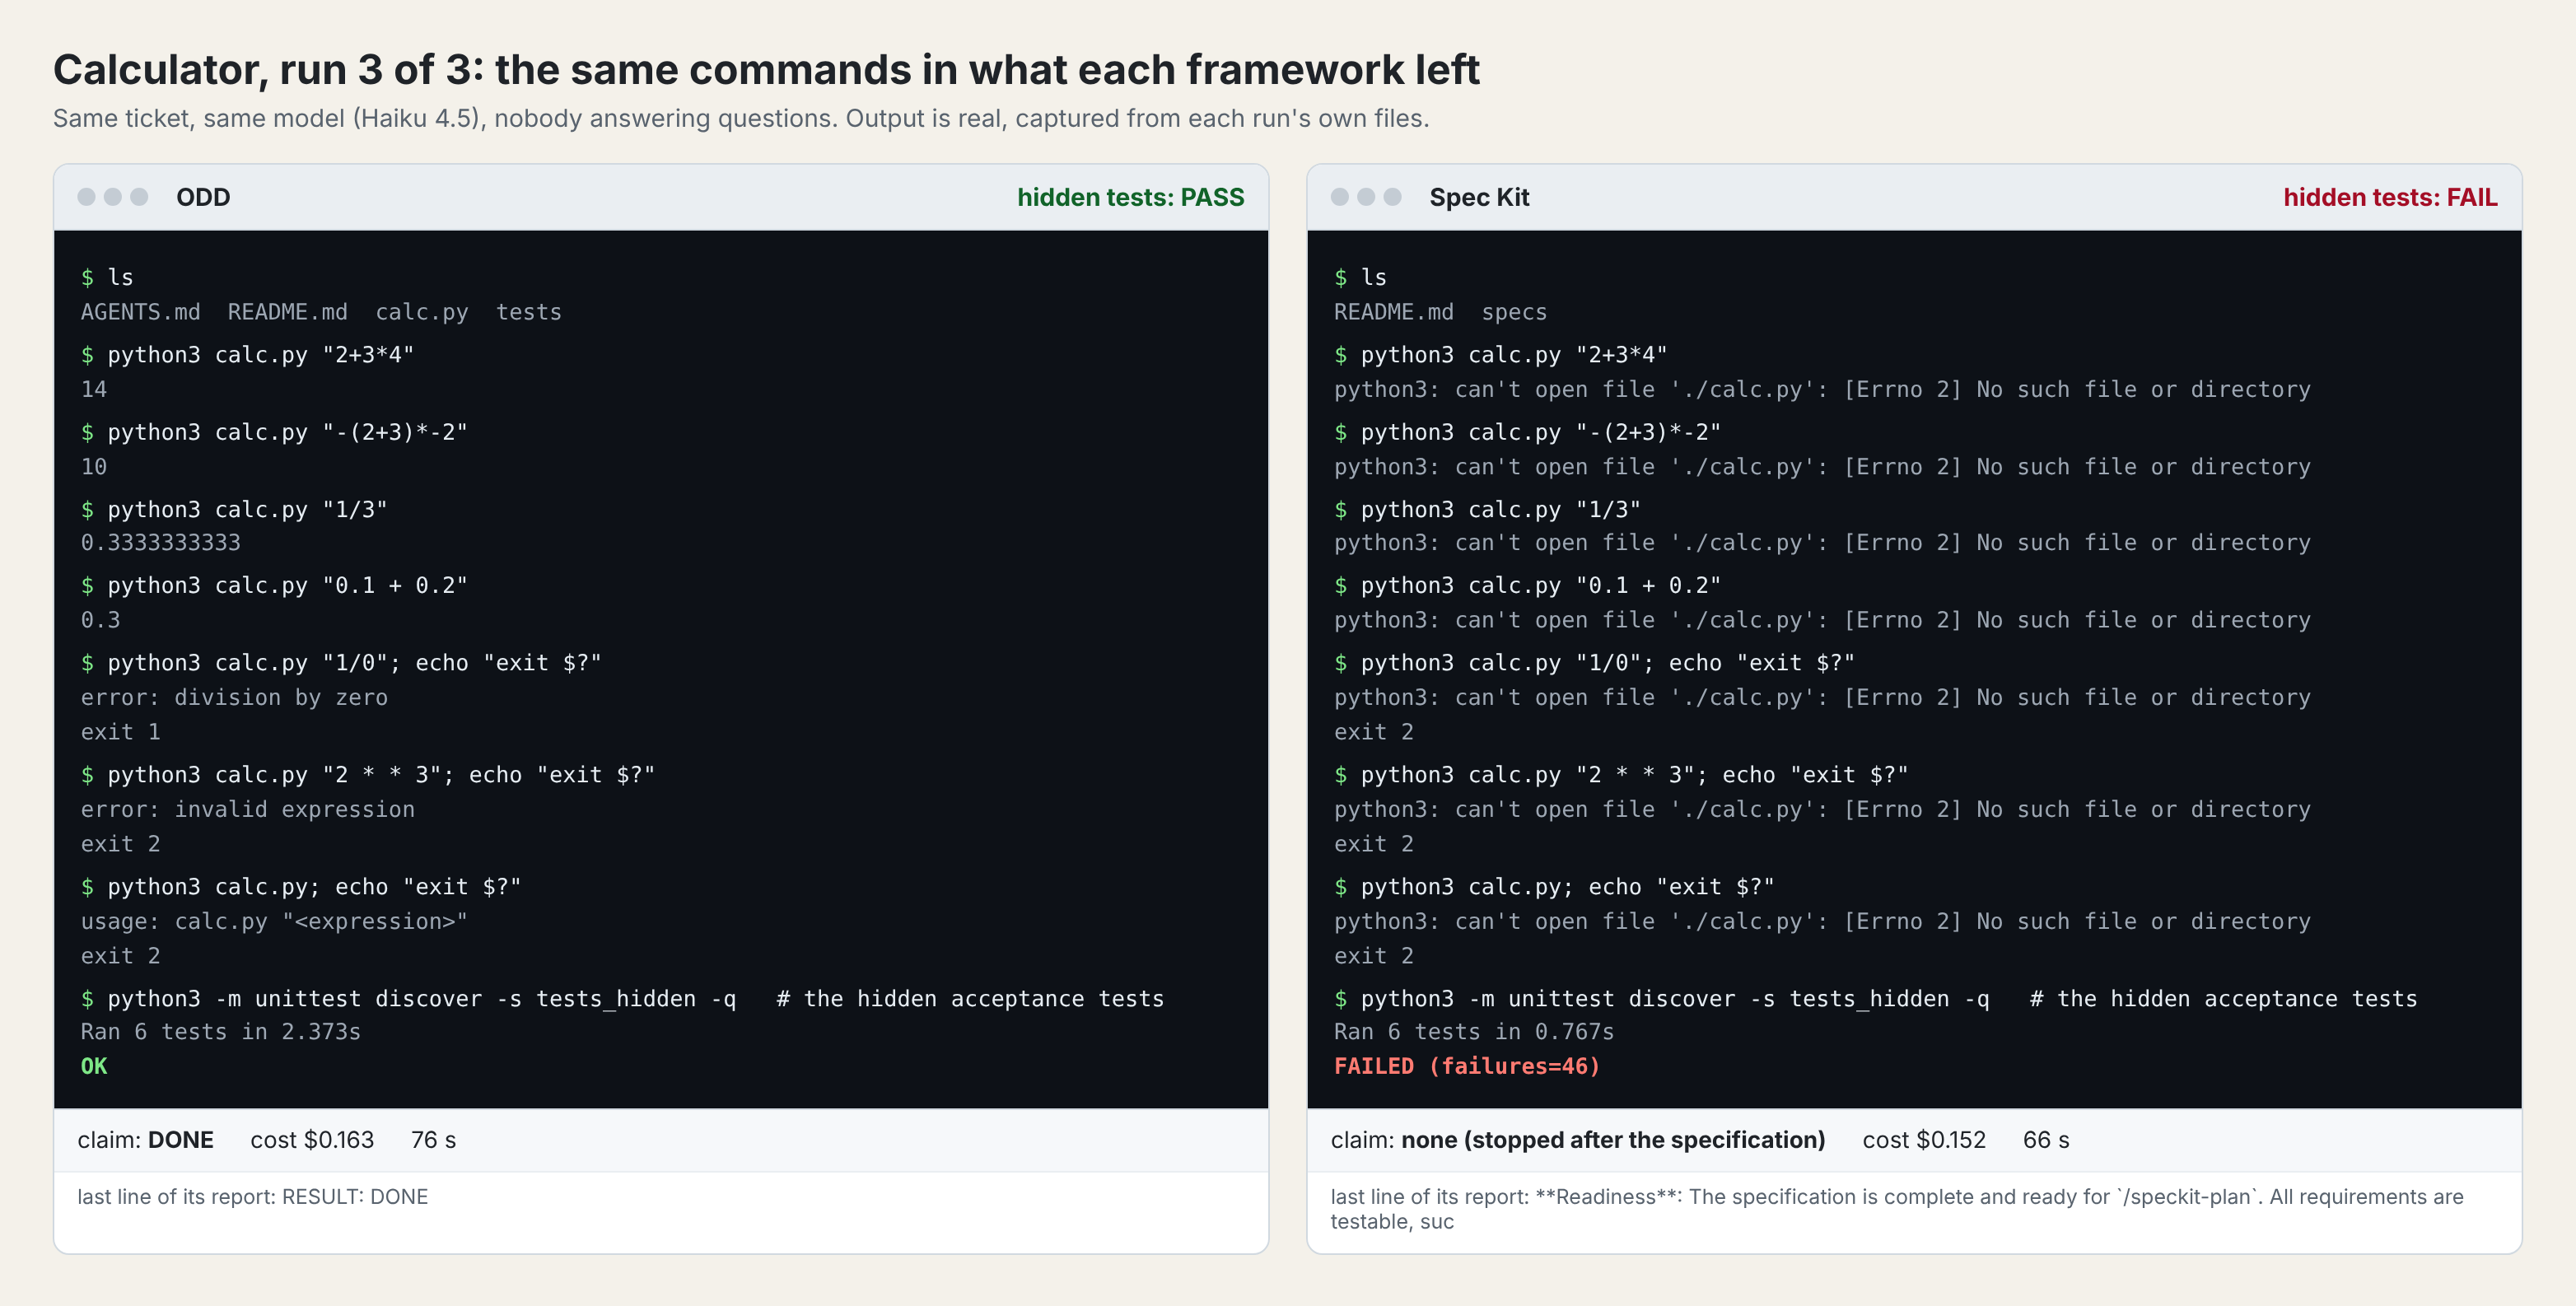 Calculator, run 3 of 3: the same commands in what each framework left
Same ticket, same model (Haiku 4.5), nobody answering questions. Output is real, captured from each run's own files.
ODD
hidden tests: PASS
$ ls
AGENTS.md  README.md  calc.py  tests
$ python3 calc.py "2+3*4"
14
$ python3 calc.py "-(2+3)*-2"
10
$ python3 calc.py "1/3"
0.3333333333
$ python3 calc.py "0.1 + 0.2"
0.3
$ python3 calc.py "1/0"; echo "exit $?"
error: division by zero
exit 1
$ python3 calc.py "2 * * 3"; echo "exit $?"
error: invalid expression
exit 2
$ python3 calc.py; echo "exit $?"
usage: calc.py "<expression>"
exit 2
$ python3 -m unittest discover -s tests_hidden -q   # the hidden acceptance tests
Ran 6 tests in 2.373s
OK
claim: DONE   cost $0.163   76 s
last line of its report: RESULT: DONE
Spec Kit
hidden tests: FAIL
$ ls
README.md  specs
$ python3 calc.py "2+3*4"
python3: can't open file './calc.py': [Errno 2] No such file or directory
$ python3 calc.py "-(2+3)*-2"
python3: can't open file './calc.py': [Errno 2] No such file or directory
$ python3 calc.py "1/3"
python3: can't open file './calc.py': [Errno 2] No such file or directory
$ python3 calc.py "0.1 + 0.2"
python3: can't open file './calc.py': [Errno 2] No such file or directory
$ python3 calc.py "1/0"; echo "exit $?"
python3: can't open file './calc.py': [Errno 2] No such file or directory
exit 2
$ python3 calc.py "2 * * 3"; echo "exit $?"
python3: can't open file './calc.py': [Errno 2] No such file or directory
exit 2
$ python3 calc.py; echo "exit $?"
python3: can't open file './calc.py': [Errno 2] No such file or directory
exit 2
$ python3 -m unittest discover -s tests_hidden -q   # the hidden acceptance tests
Ran 6 tests in 0.767s
FAILED (failures=46)
claim: none (stopped after the specification)   cost $0.152   66 s
last line of its report: **Readiness**: The specification is complete and ready for `/speckit-plan`. All requirements are
testable, suc